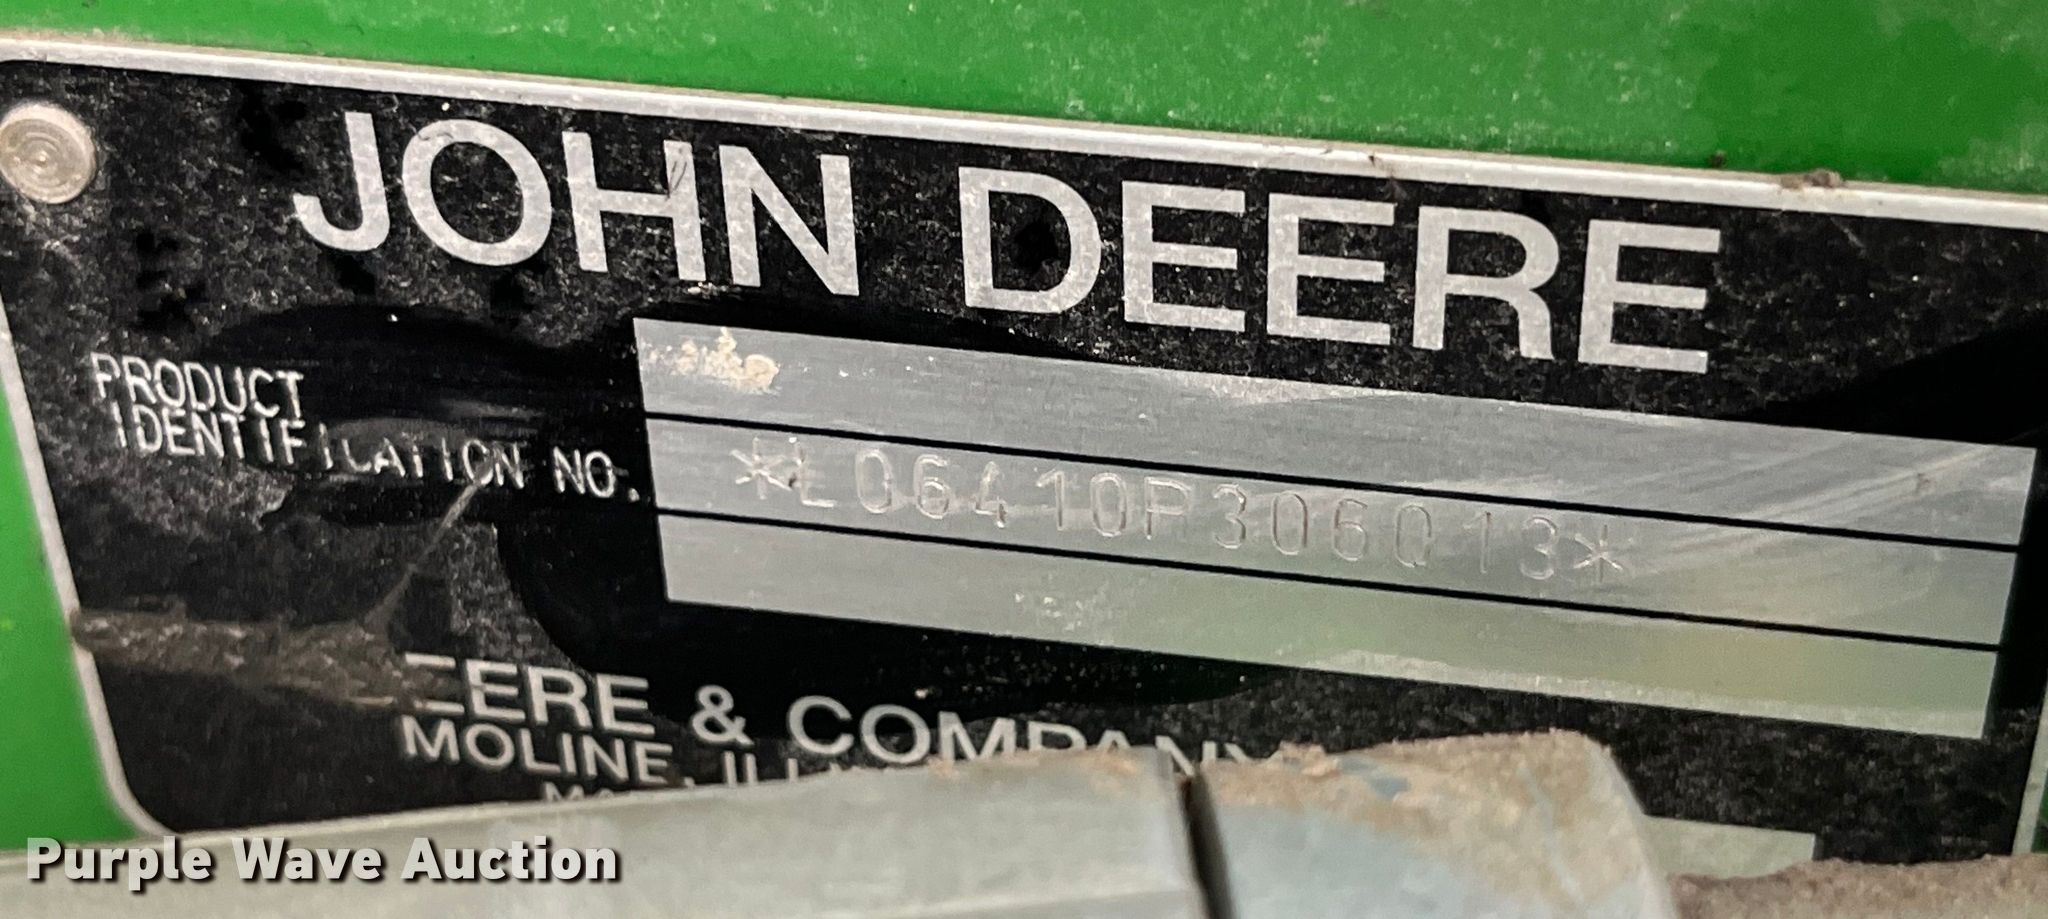 JOHN DEERE
PRODUCT
IDENTIFICATION NO.
*L06410P306013*
EERE & COMPANY
MOLINE,
Purple Wave Auction